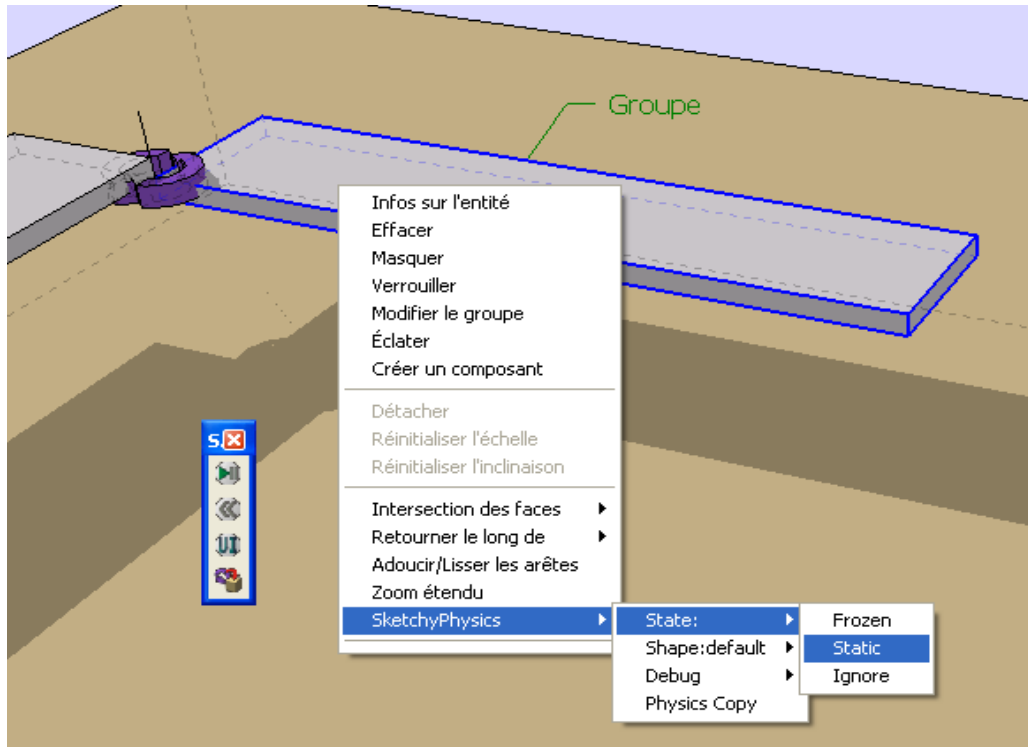 Groupe
Infos sur l'entité
Effacer
Masquer
Verrouiller
Modifier le groupe
Éclater
Créer un composant
Détacher
Réinitialiser l'échelle
Réinitialiser l'inclinaison
S.
UI
Intersection des faces
Retourner le long de
Adoucir/Lisser les arêtes
Zoom étendu
SketchyPhysics
State:
Shape:default
Debug
Physics Copy
Frozen
Static
Ignore